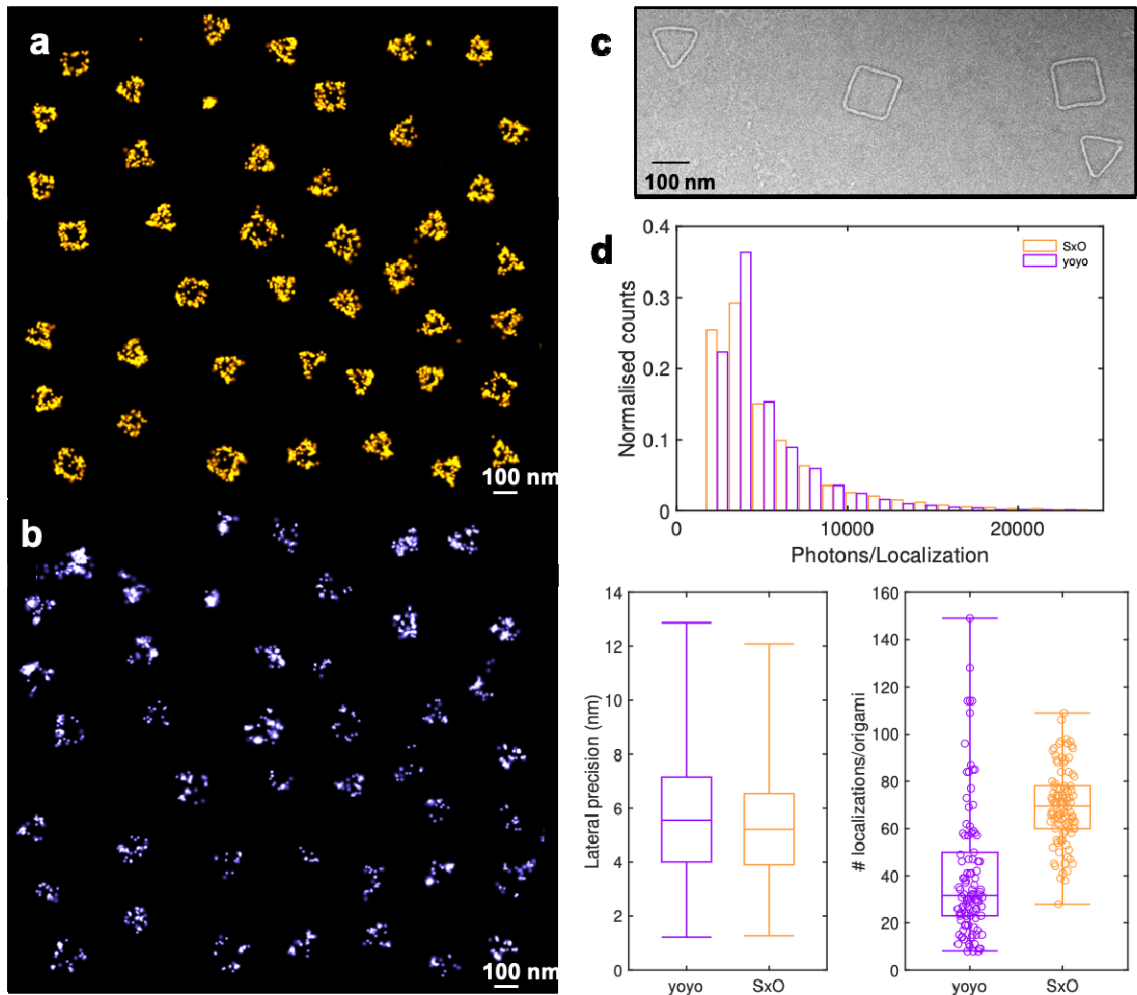 a
100 nm
b
100 nm
c
100 nm
d
0.4
0.3
0.2
0.1
0
Normalised counts
SxO
yoyo
0 10000 20000
Photons/Localization
14
12
10
8
6
4
2
0
Lateral precision (nm)
yoyo SxO
160
140
120
100
80
60
40
20
0
# localizations/origami
yoyo SxO